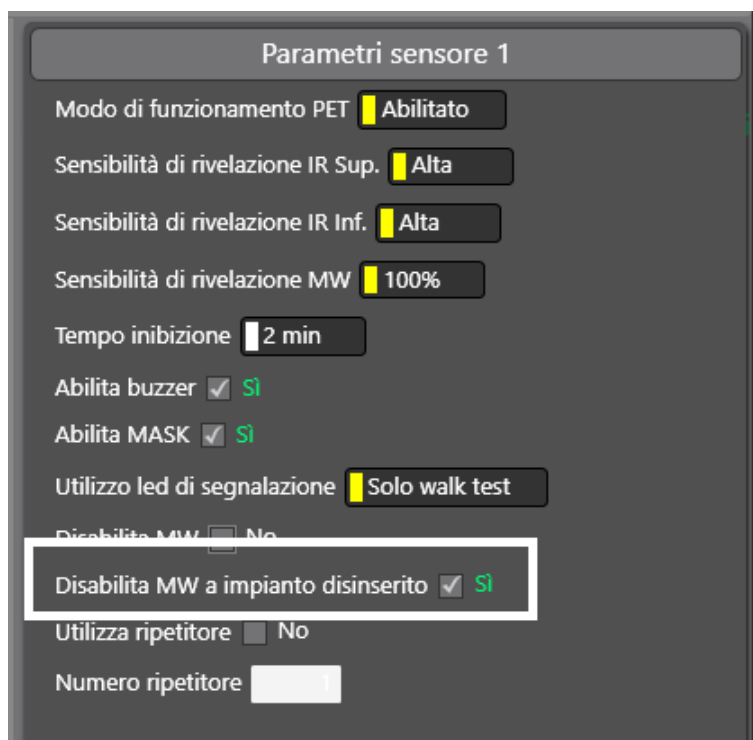 Parametri sensore 1
Modo di funzionamento PET Abilitato
Sensibilità di rivelazione IR Sup. Alta
Sensibilità di rivelazione IR Inf. Alta
Sensibilità di rivelazione MW 100%
Tempo inibizione 2 min
Abilita buzzer Sì
Abilita MASK Sì
Utilizzo led di segnalazione Solo walk test
Disabilita MW No
Disabilita MW a impianto disinserito Sì
Utilizza ripetitore No
Numero ripetitore 1